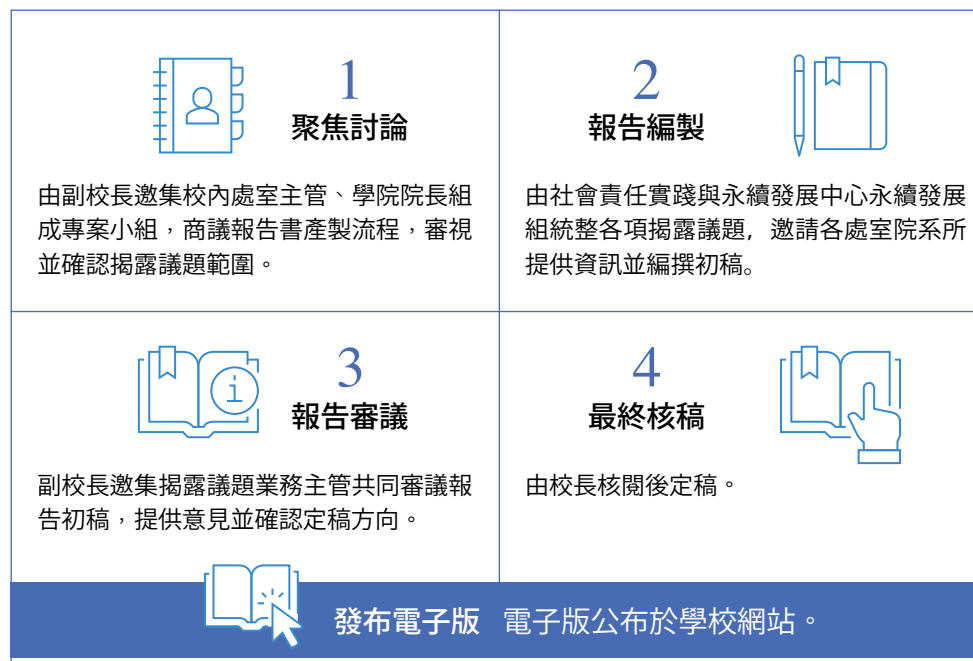 1
聚焦討論
由副校長邀集校內處室主管、學院院長組
成專案小組，商議報告書產製流程，審視
並確認揭露議題範圍。
2
報告編製
由社會責任實踐與永續發展中心永續發展
組統整各項揭露議題，邀請各處室院系所
提供資訊並編撰初稿。
3
報告審議
副校長邀集揭露議題業務主管共同審議報
告初稿，提供意見並確認定稿方向。
4
最終核稿
由校長核閱後定稿。
發布電子版 電子版公布於學校網站。